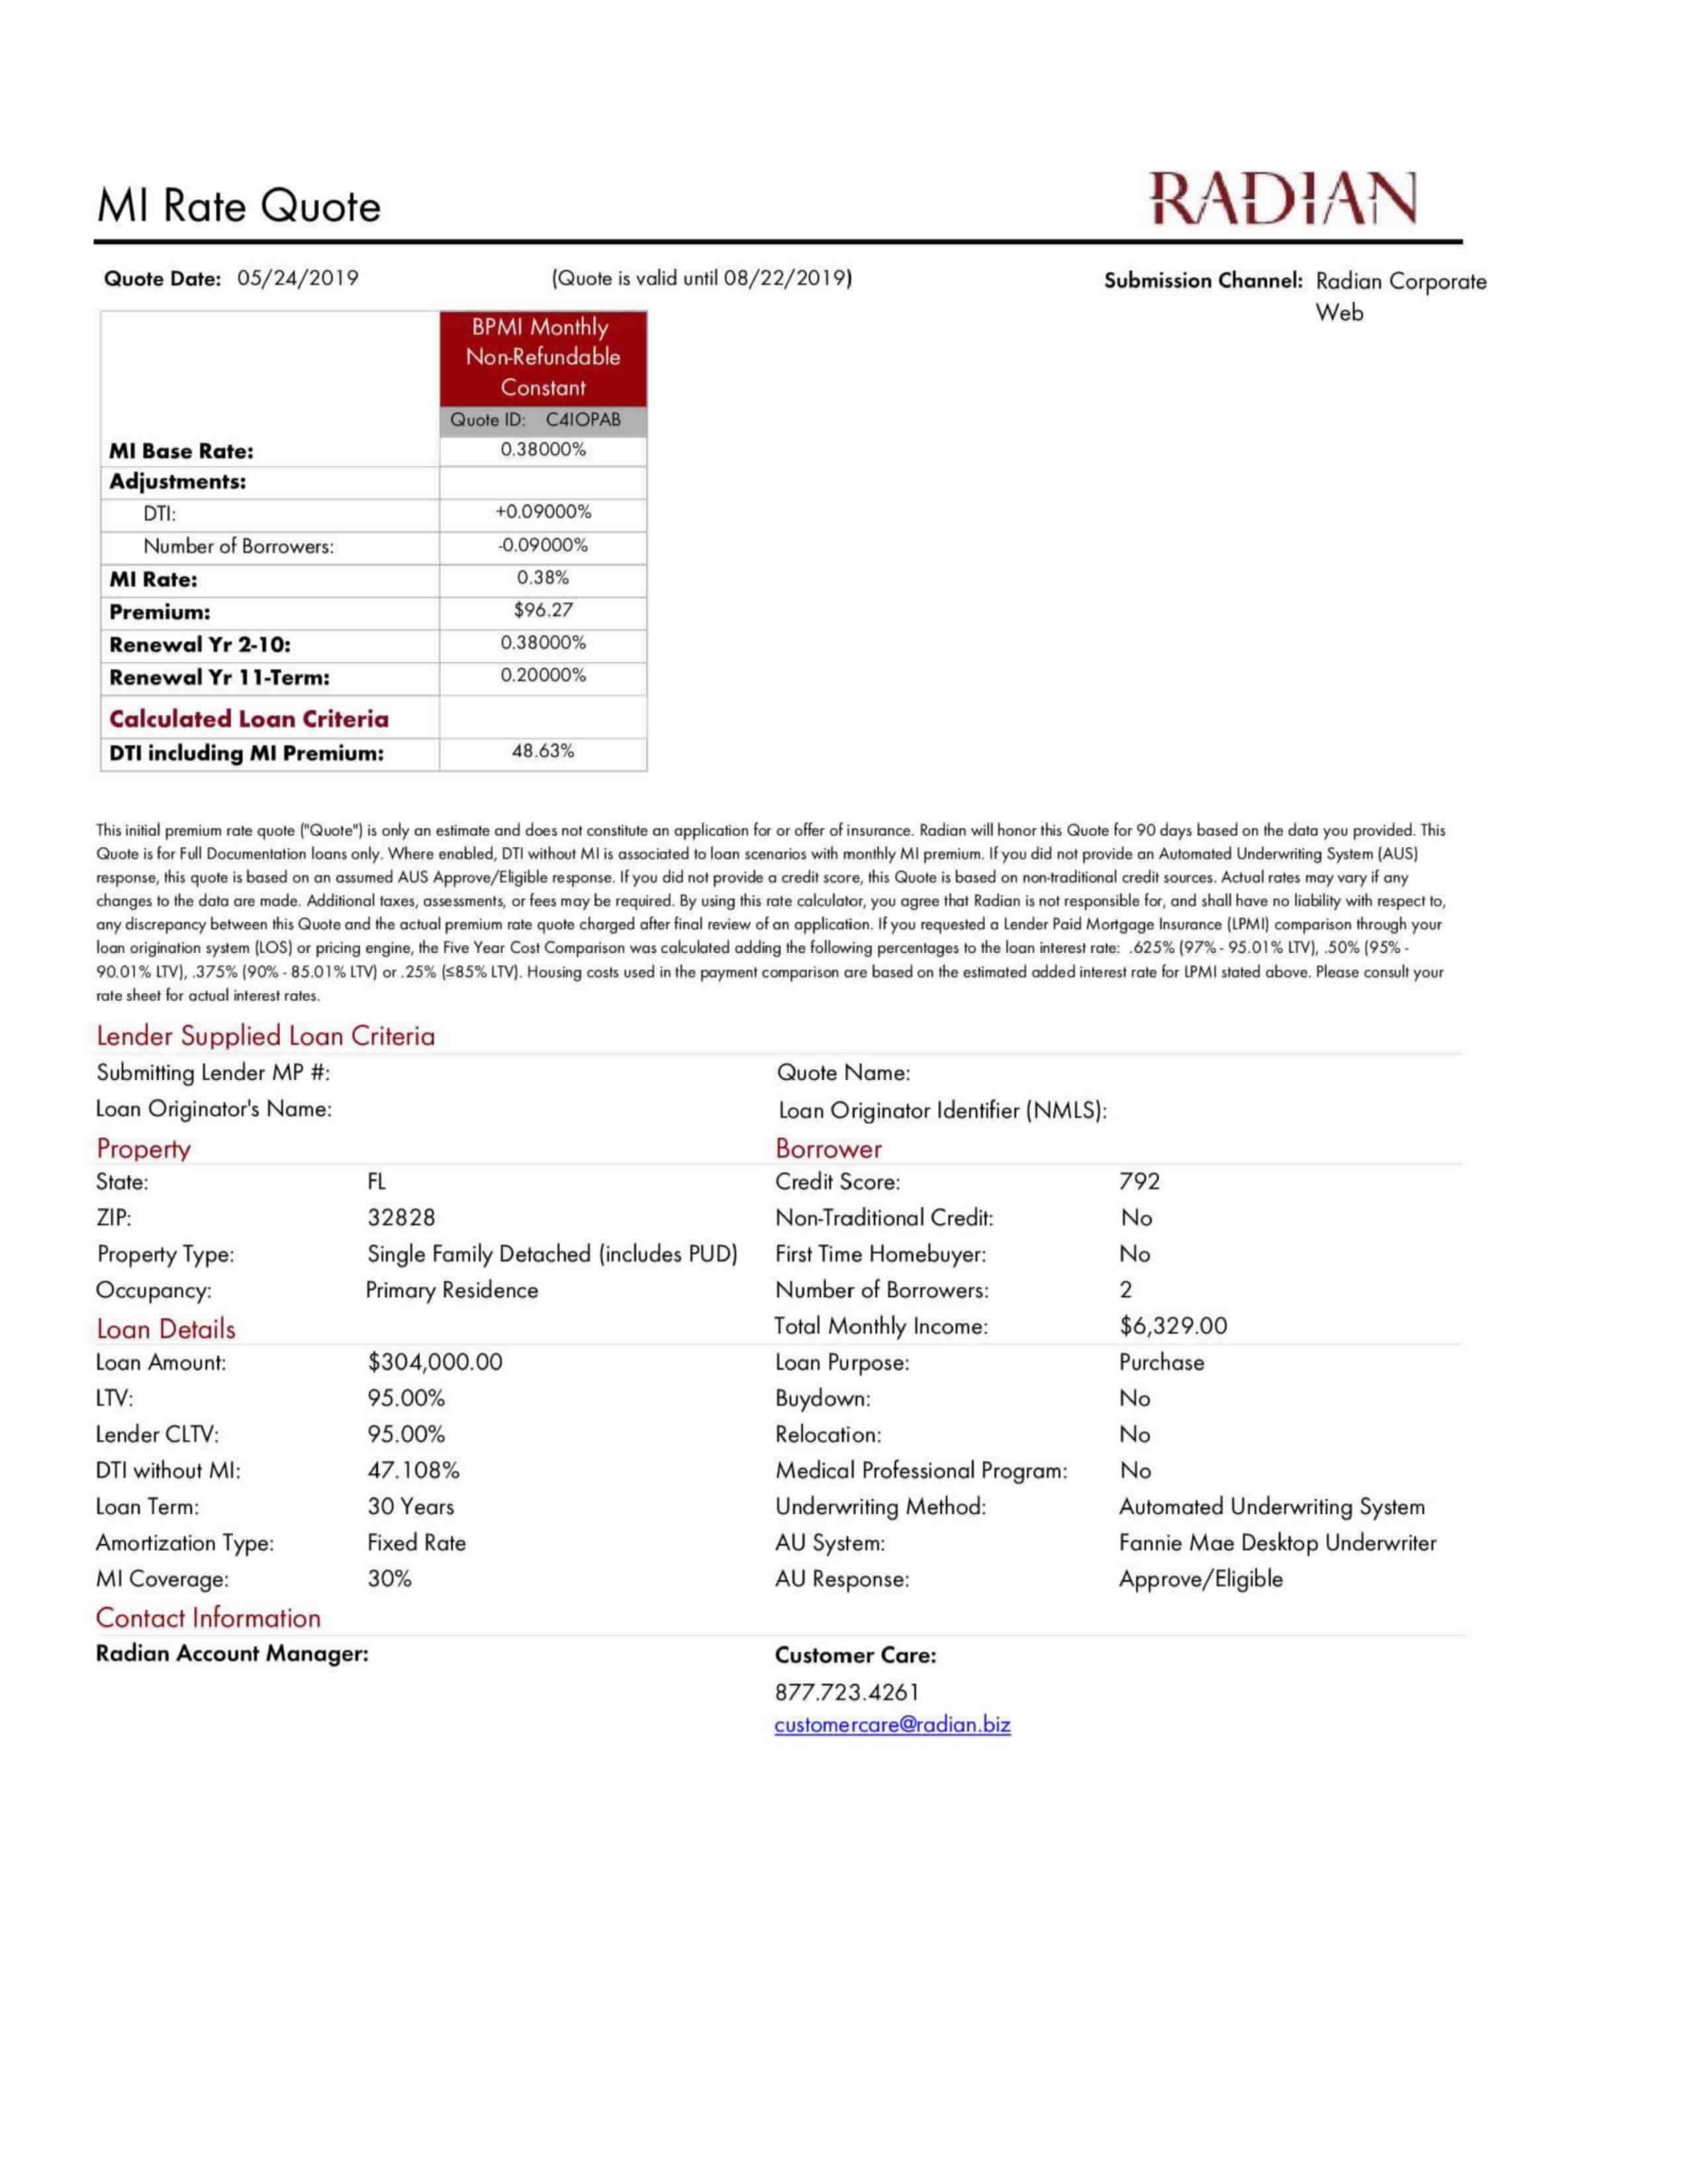 MI Rate Quote
RADIAN
Quote Date: 05/24/2019
(Quote is valid until 08/22/2019)
Submission Channel: Radian Corporate
Web
BPMI Monthly
Non-Refundable
Constant
Quote ID: C4IOPAB
MI Base Rate: 0.38000%
Adjustments:
DTI: +0.09000%
Number of Borrowers: -0.09000%
MI Rate: 0.38%
Premium: $96.27
Renewal Yr 2-10: 0.38000%
Renewal Yr 11-Term: 0.20000%
Calculated Loan Criteria
DTI including MI Premium: 48.63%
This initial premium rate quote ("Quote") is only an estimate and does not constitute an application for or offer of insurance. Radian will honor this Quote for 90 days based on the data you provided. This
Quote is for Full Documentation loans only. Where enabled, DTI without MI is associated to loan scenarios with monthly MI premium. If you did not provide an Automated Underwriting System (AUS)
response, this quote is based on an assumed AUS Approve/Eligible response. If you did not provide a credit score, this Quote is based on non-traditional credit sources. Actual rates may vary if any
changes to the data are made. Additional taxes, assessments, or fees may be required. By using this rate calculator, you agree that Radian is not responsible for, and shall have no liability with respect to,
any discrepancy between this Quote and the actual premium rate quote charged after final review of an application. If you requested a Lender Paid Mortgage Insurance (LPMI) comparison through your
loan origination system (LOS) or pricing engine, the Five Year Cost Comparison was calculated adding the following percentages to the loan interest rate: .625% (97% - 95.01% LTV), .50% (95% -
90.01% LTV), .375% (90% - 85.01% LTV) or .25% (≤85% LTV). Housing costs used in the payment comparison are based on the estimated added interest rate for LPMI stated above. Please consult your
rate sheet for actual interest rates.
Lender Supplied Loan Criteria
Submitting Lender MP #:
Quote Name:
Loan Originator's Name:
Loan Originator Identifier (NMLS):
Property
Borrower
State: FL
Credit Score: 792
ZIP: 32828
Non-Traditional Credit: No
Property Type: Single Family Detached (includes PUD)
First Time Homebuyer: No
Occupancy: Primary Residence
Number of Borrowers: 2
Loan Details
Total Monthly Income: $6,329.00
Loan Amount: $304,000.00
Loan Purpose: Purchase
LTV: 95.00%
Buydown: No
Lender CLTV: 95.00%
Relocation: No
DTI without MI: 47.108%
Medical Professional Program: No
Loan Term: 30 Years
Underwriting Method: Automated Underwriting System
Amortization Type: Fixed Rate
AU System: Fannie Mae Desktop Underwriter
MI Coverage: 30%
AU Response: Approve/Eligible
Contact Information
Radian Account Manager:
Customer Care:
877.723.4261
customercare@radian.biz